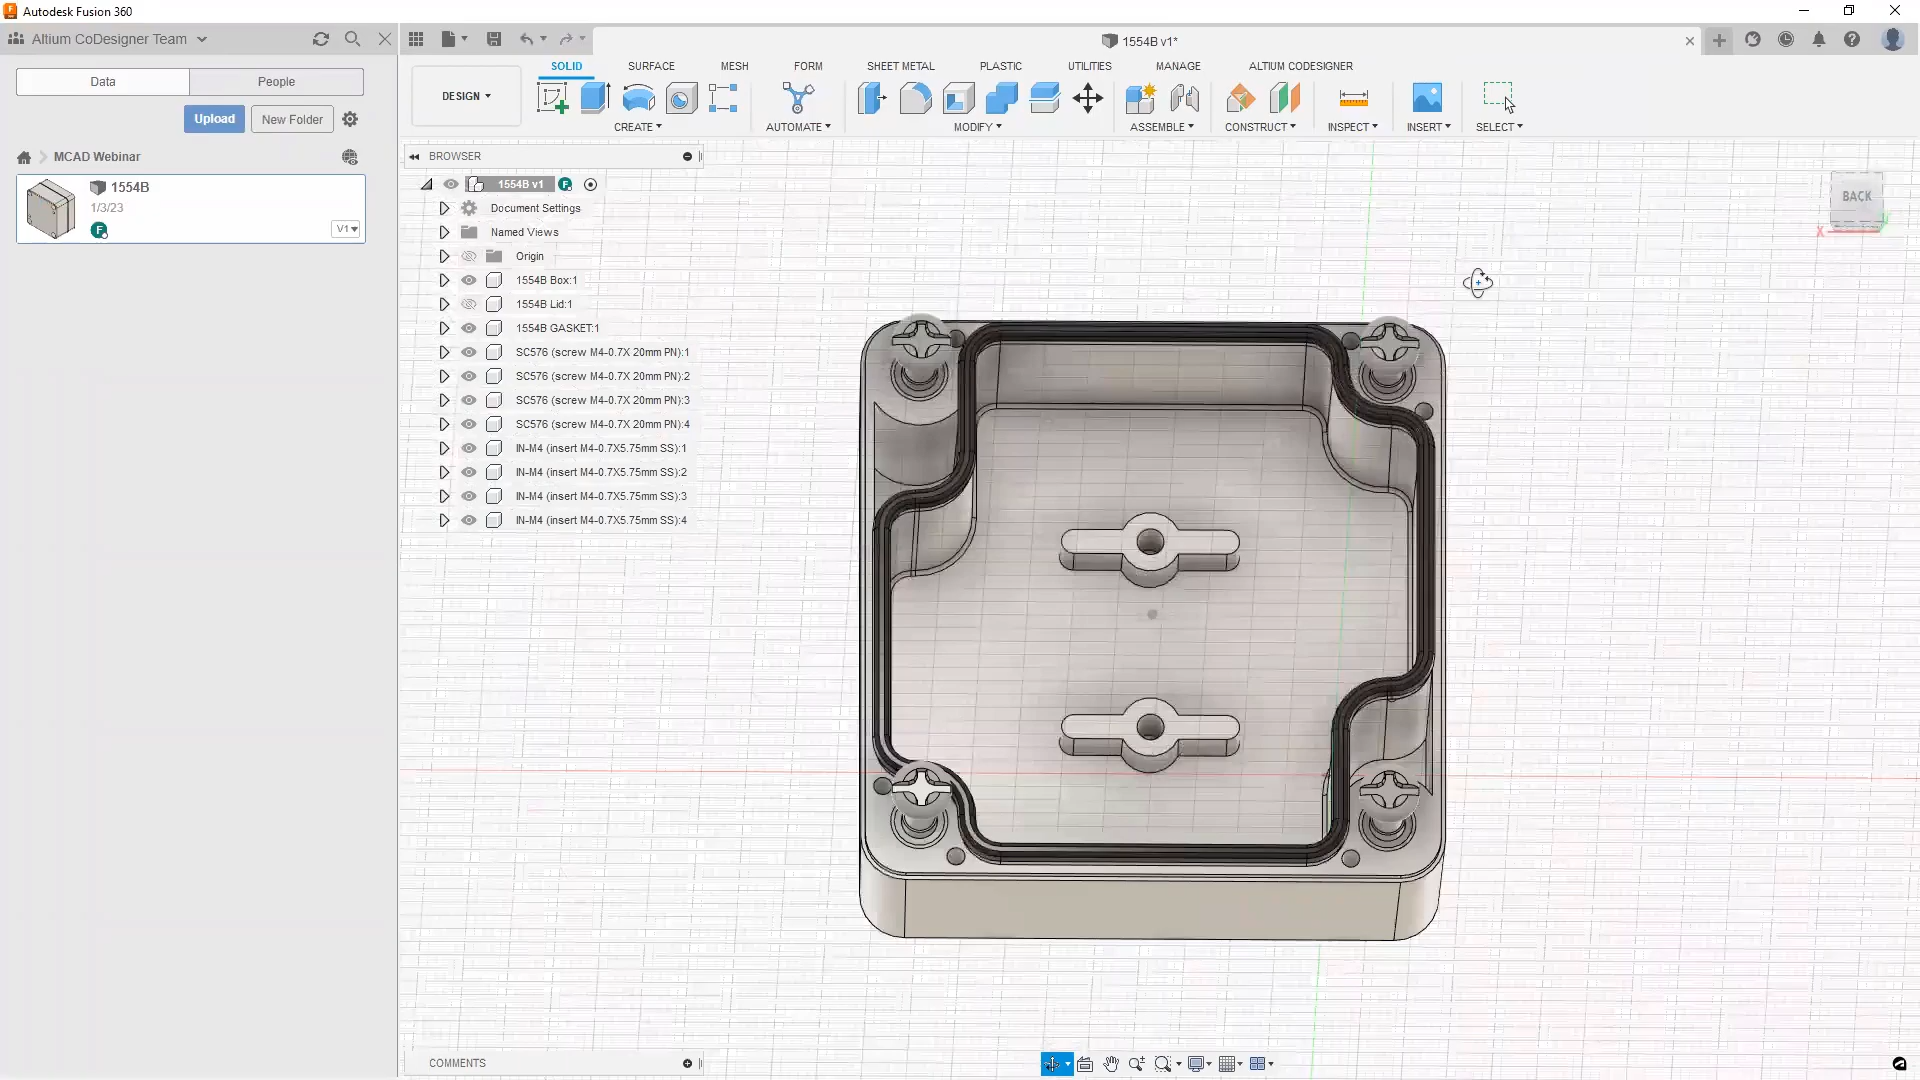 Autodesk Fusion 360
Altium CoDesigner Team
1554B v1*
Data
People
Upload
New Folder
MCAD Webinar
1554B
1/3/23
V1
DESIGN
SOLID
SURFACE
MESH
FORM
SHEET METAL
PLASTIC
UTILITIES
MANAGE
ALTIUM CODESIGNER
CREATE
AUTOMATE
MODIFY
ASSEMBLE
CONSTRUCT
INSPECT
INSERT
SELECT
BROWSER
1554B v1
Document Settings
Named Views
Origin
1554B Box:1
1554B Lid:1
1554B GASKET:1
SC576 (screw M4-0.7X 20mm PN):1
SC576 (screw M4-0.7X 20mm PN):2
SC576 (screw M4-0.7X 20mm PN):3
SC576 (screw M4-0.7X 20mm PN):4
IN-M4 (insert M4-0.7X5.75mm SS):1
IN-M4 (insert M4-0.7X5.75mm SS):2
IN-M4 (insert M4-0.7X5.75mm SS):3
IN-M4 (insert M4-0.7X5.75mm SS):4
BACK
X
COMMENTS